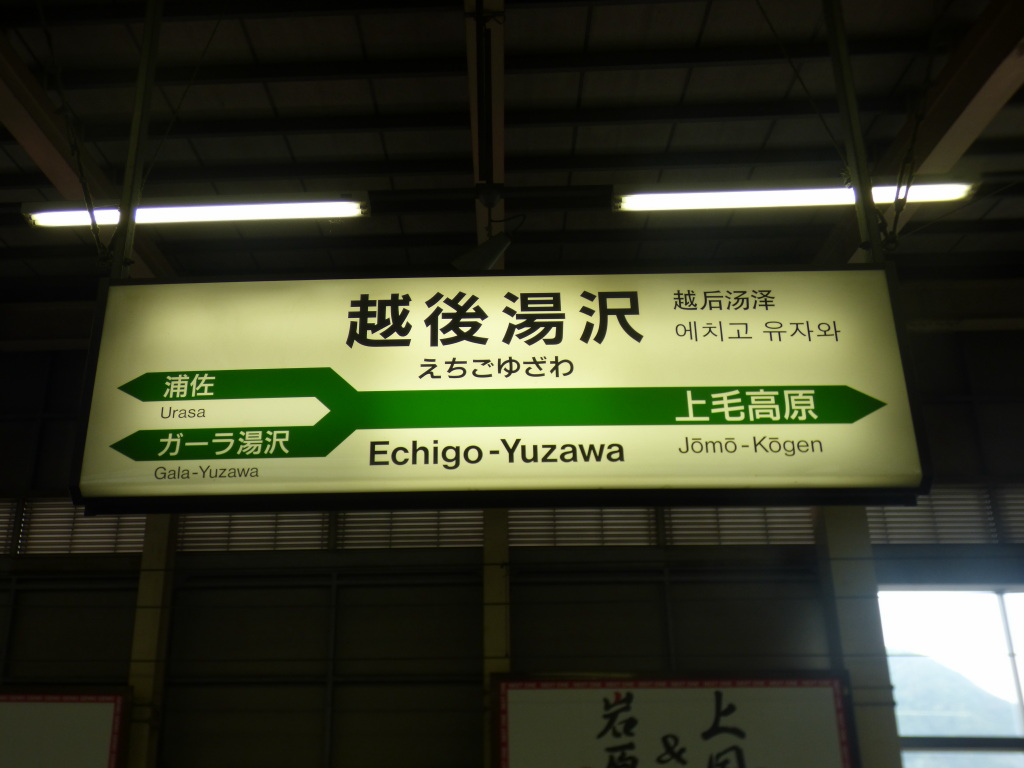 越後湯沢
越后汤泽
에치고 유자와
えちごゆざわ
浦佐
Urasa
ガーラ湯沢
Gala-Yuzawa
上毛高原
Jōmō-Kōgen
Echigo-Yuzawa
上
岩
&